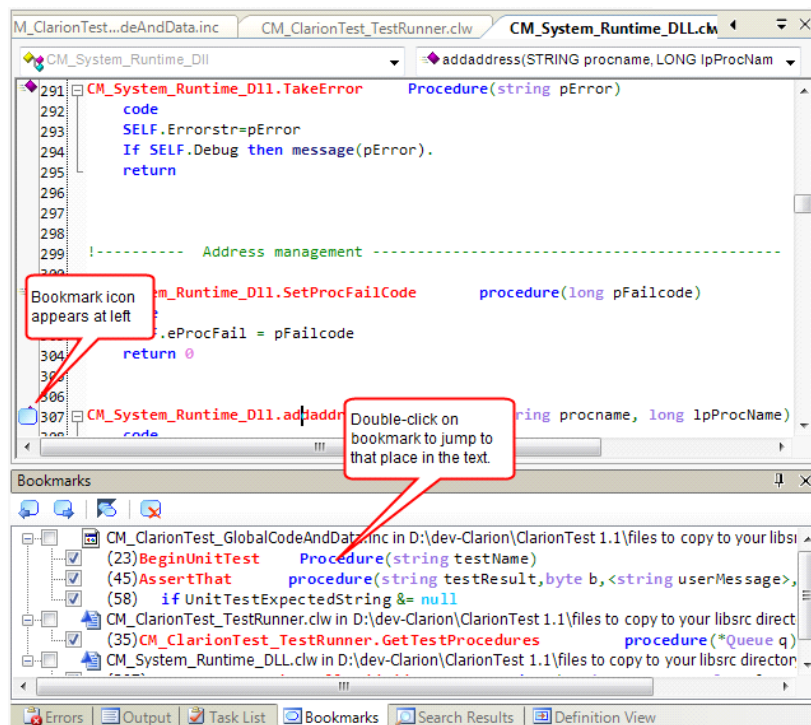 M_ClarionTest...deAndData.inc CM_ClarionTest_TestRunner.clw CM_System_Runtime_DLL.clw
CM_System_Runtime_Dll addaddress(STRING procname, LONG lpProcNam
291 CM_System_Runtime_Dll.TakeError Procedure(string pError)
292 code
293 SELF.Errorstr=pError
294 If SELF.Debug then message(pError).
295 return
296
297
298
299 !---------- Address management -----------------------------------------------
Bookmark icon
appears at left
m_Runtime_Dll.SetProcFailCode procedure(long pFailcode)
.eProcFail = pFailcode
304 return 0
306
307 CM_System_Runtime_Dll.addaddr ring procname, long lpProcName)
code
Double-click on
bookmark to jump to
that place in the text.
Bookmarks
CM_ClarionTest_GlobalCodeAndData.inc in D:\dev-Clarion\ClarionTest 1.1\files to copy to your libsr
(23)BeginUnitTest Procedure(string testName)
(45)AssertThat procedure(string testResult,byte b,<string userMessage>,
(58) if UnitTestExpectedString &= null
CM_ClarionTest_TestRunner.clw in D:\dev-Clarion\ClarionTest 1.1\files to copy to your libsrc direct
(35)CM_ClarionTest_TestRunner.GetTestProcedures procedure(*Queue q)
CM_System_Runtime_DLL.clw in D:\dev-Clarion\ClarionTest 1.1\files to copy to your libsrc directory
Errors Output Task List Bookmarks Search Results Definition View